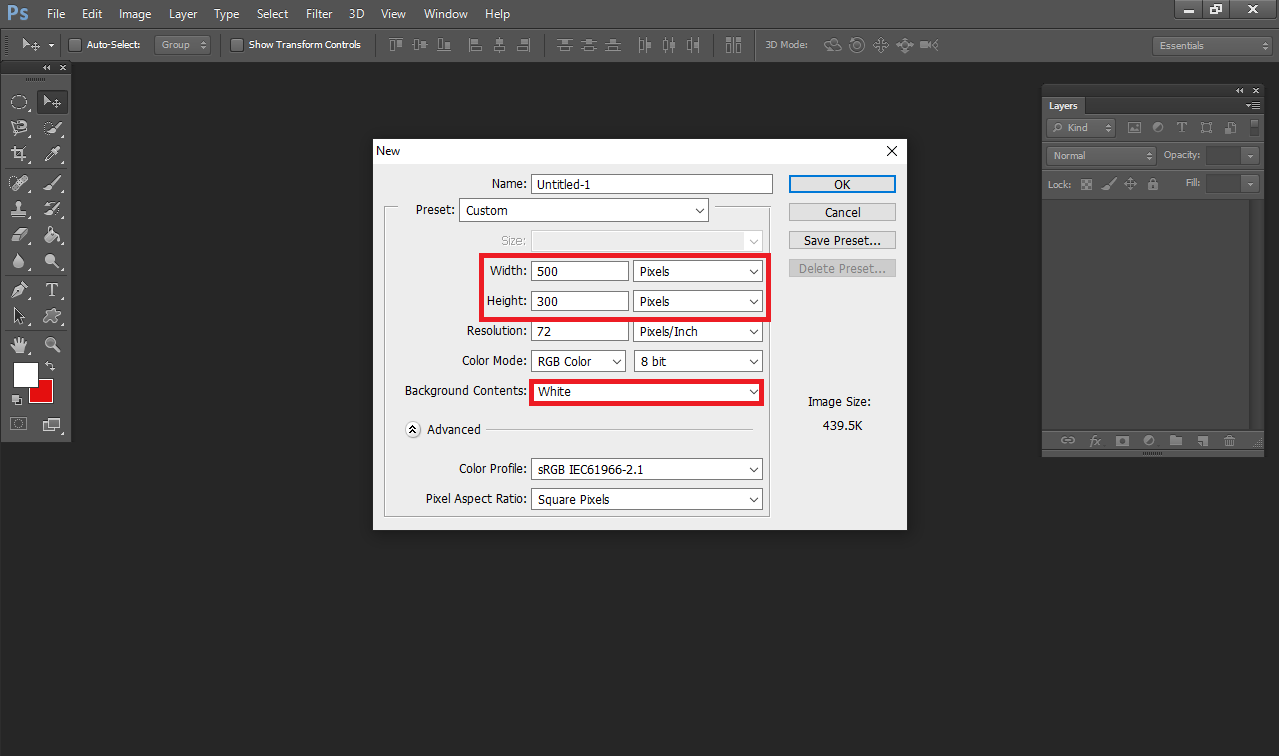 Ps File Edit Image Layer Type Select Filter 3D View Window Help
Auto-Select: Group Show Transform Controls 3D Mode: Essentials
New
Name: Untitled-1 OK
Preset: Custom Cancel
Size: Save Preset...
Width: 500 Pixels Delete Preset...
Height: 300 Pixels
Resolution: 72 Pixels/Inch
Color Mode: RGB Color 8 bit
Background Contents: White
Image Size:
439.5K
Advanced
Color Profile: sRGB IEC61966-2.1
Pixel Aspect Ratio: Square Pixels
Layers
Kind
Normal Opacity:
Lock: Fill:
fx